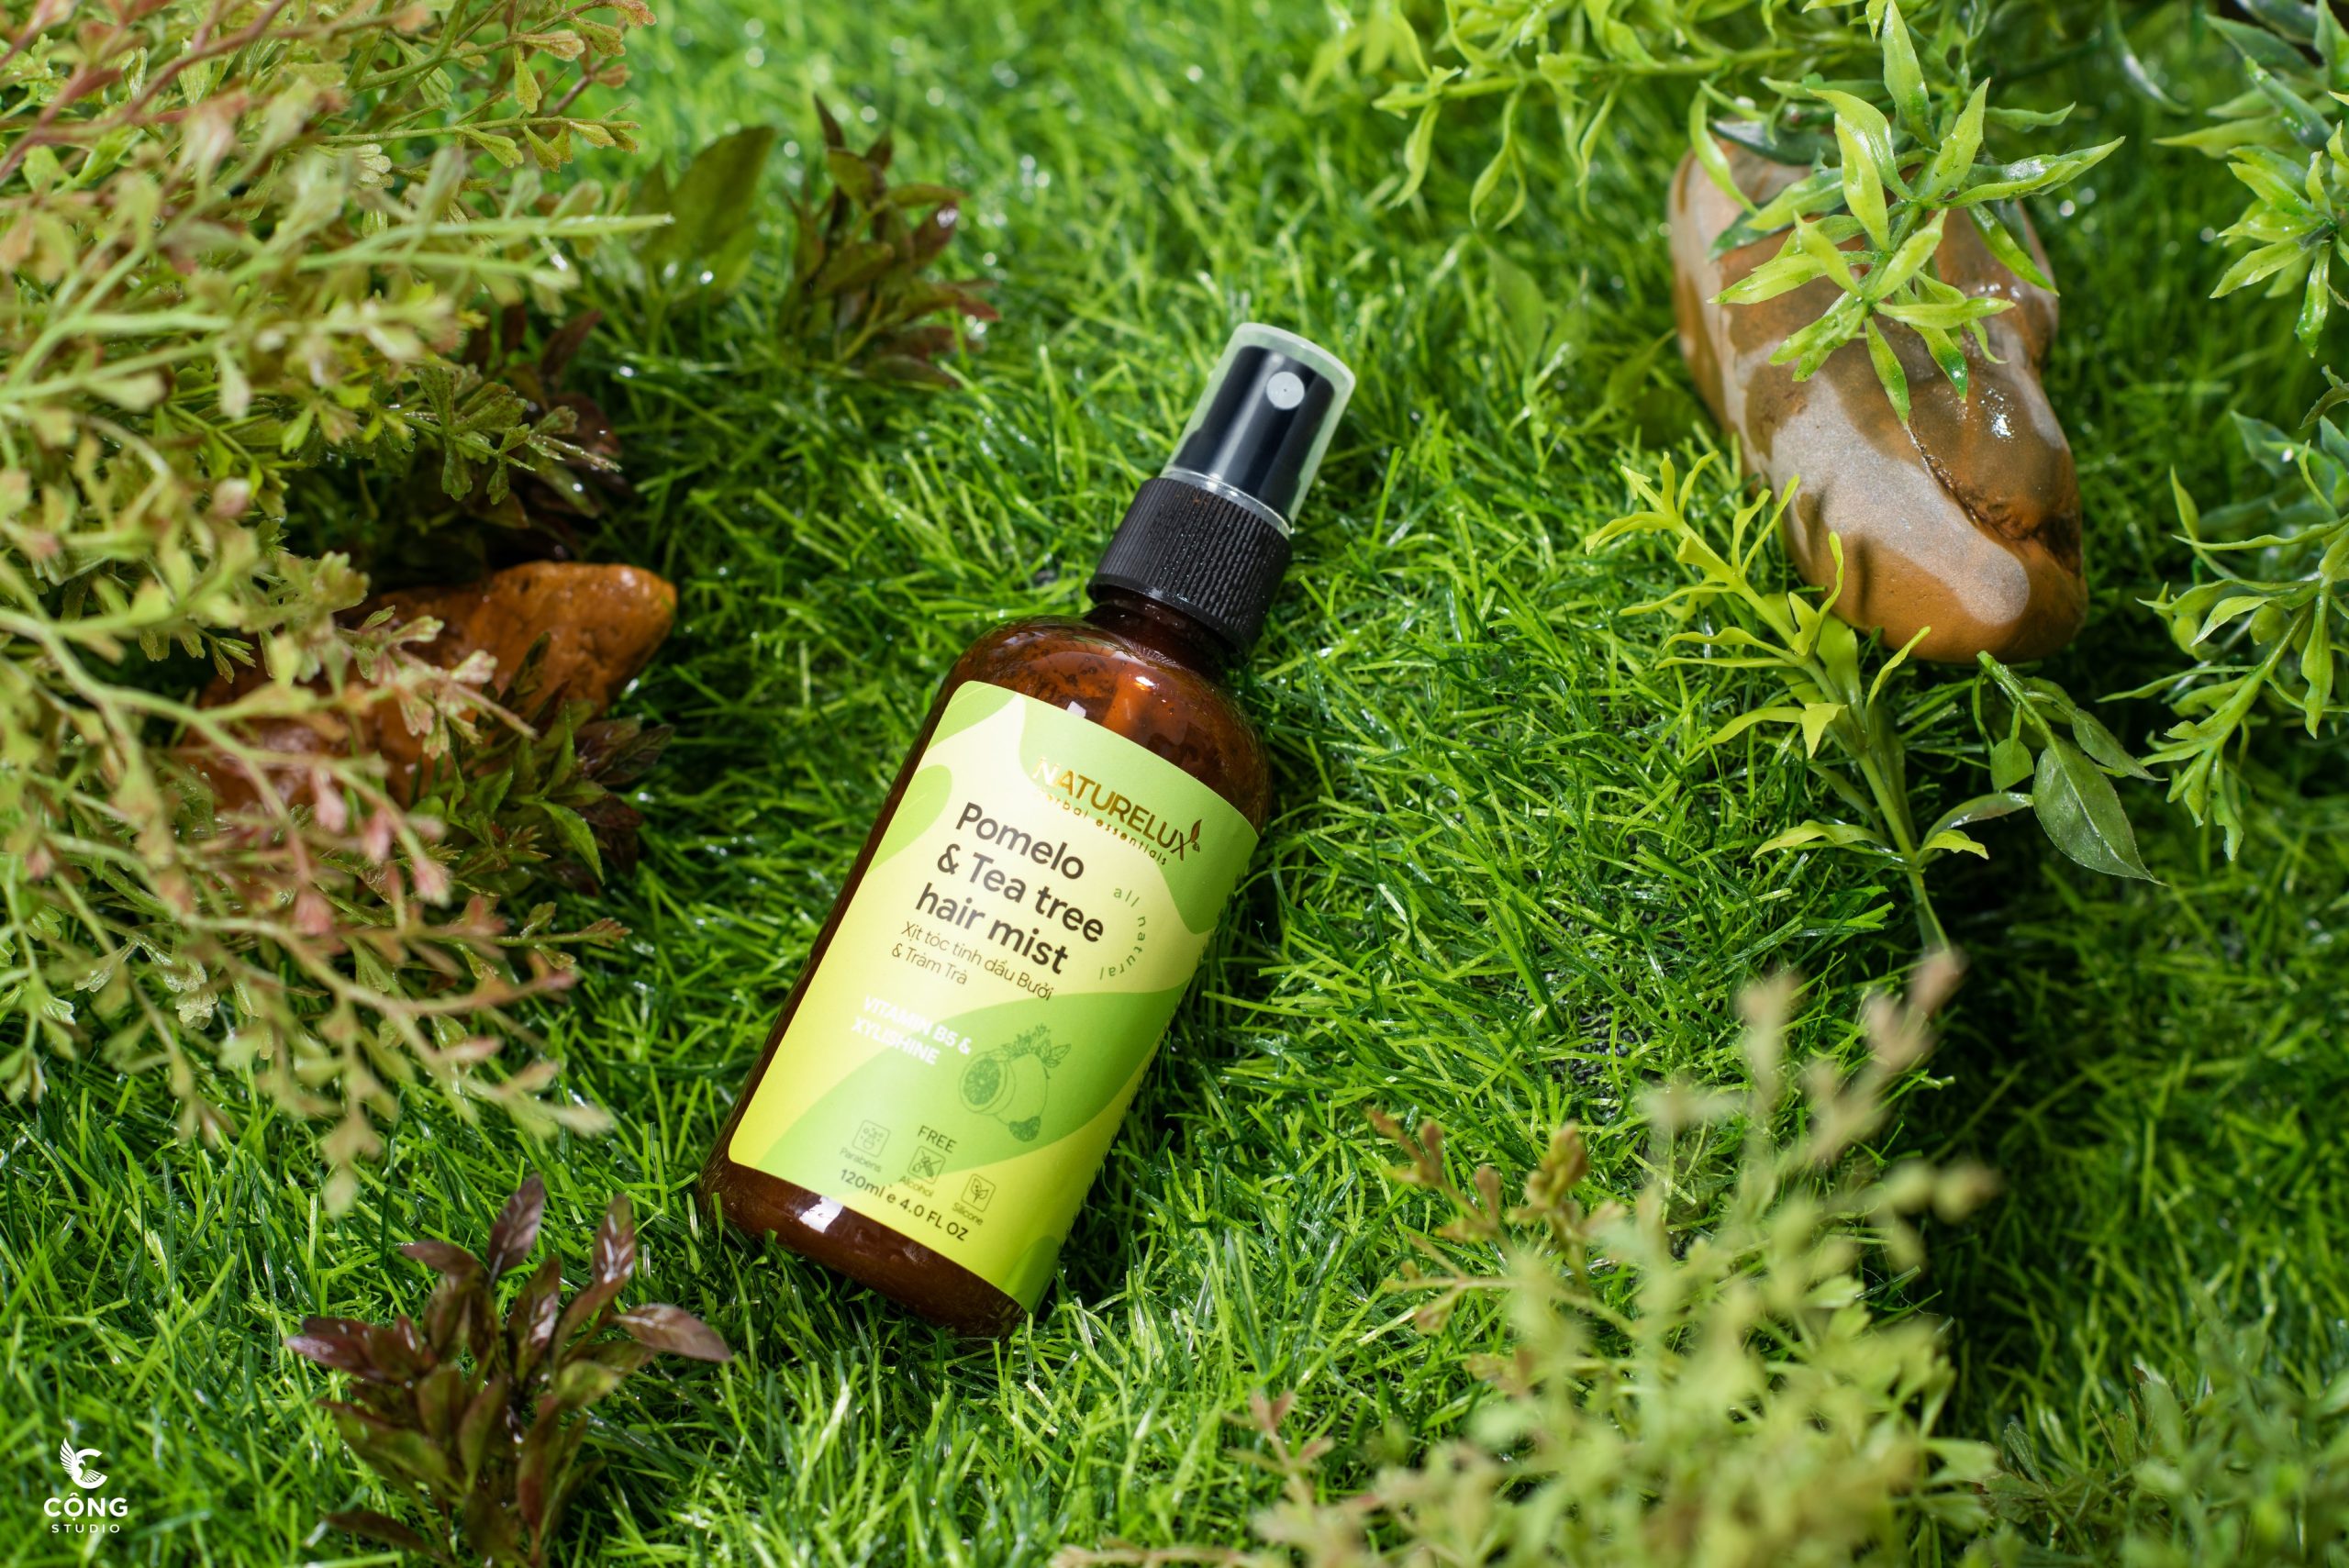 NATURELUX
herbal essentials
Pomelo
& Tea tree
hair mist
all natural
Xịt tóc tinh dầu Bưởi
& Tràm Trà
VITAMIN B5 &
XYLISHINE
FREE
Parabens
Alcohol
Silicone
120ml e 4.0 FL OZ
CỘNG
STUDIO